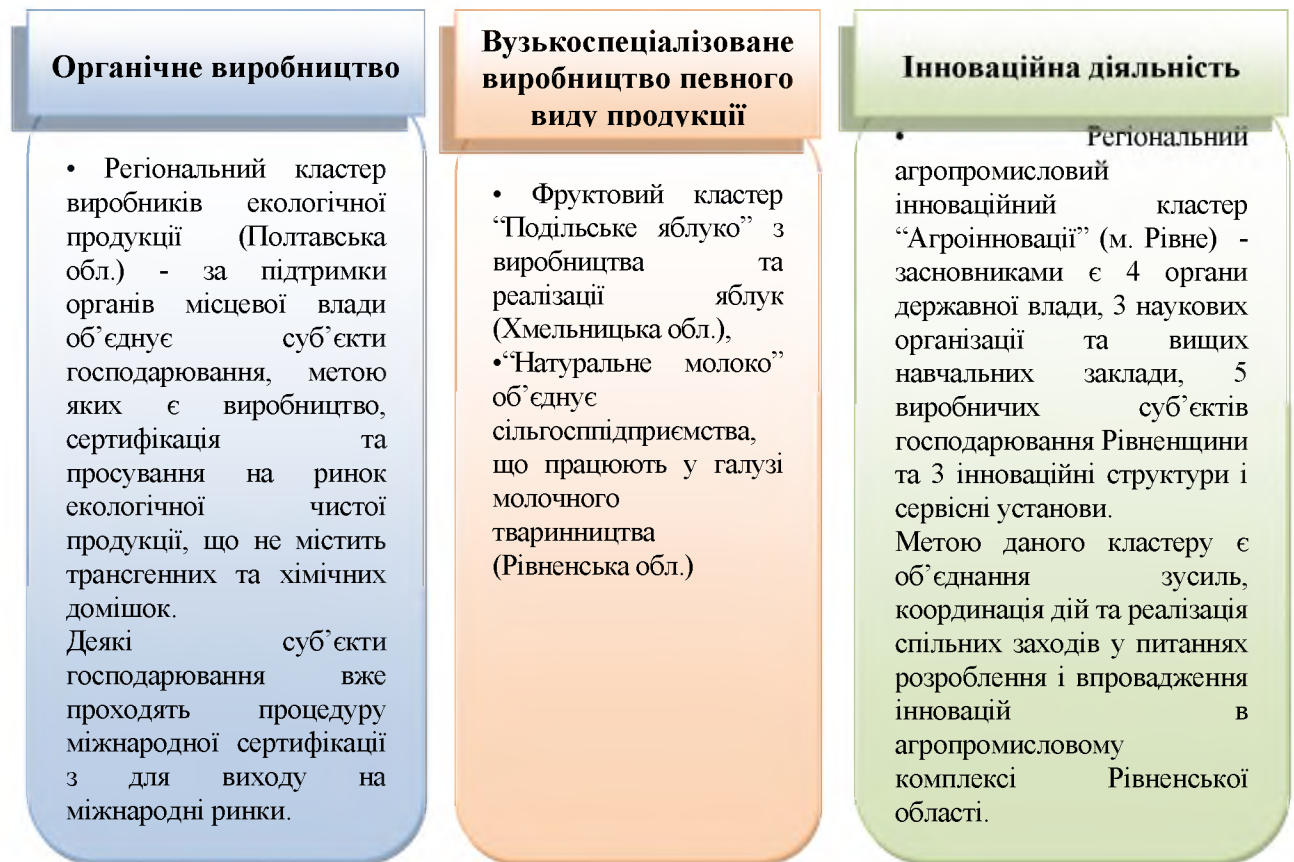 Органічне виробництво
• Регіональний кластер
виробників екологічної
продукції (Полтавська
обл.) - за підтримки
органів місцевої влади
об’єднує суб’єкти
господарювання, метою
яких є виробництво,
сертифікація та
просування на ринок
екологічної чистої
продукції, що не містить
трансгенних та хімічних
домішок.
Деякі суб’єкти
господарювання вже
проходять процедуру
міжнародної сертифікації
з для виходу на
міжнародні ринки.
Вузькоспеціалізоване
виробництво певного
виду продукції
• Фруктовий кластер
“Подільське яблуко” з
виробництва та
реалізації яблук
(Хмельницька обл.),
•“Натуральне молоко”
об’єднує
сільгосппідприємства,
що працюють у галузі
молочного
тваринництва
(Рівненська обл.)
Інноваційна діяльність
• Регіональний
агропромисловий
інноваційний кластер
“Агроінновації” (м. Рівне) -
засновниками є 4 органи
державної влади, 3 наукових
організації та вищих
навчальних заклади, 5
виробничих суб’єктів
господарювання Рівненщини
та 3 інноваційні структури і
сервісні установи.
Метою даного кластеру є
об’єднання зусиль,
координація дій та реалізація
спільних заходів у питаннях
розроблення і впровадження
інновацій в
агропромисловому
комплексі Рівненської
області.